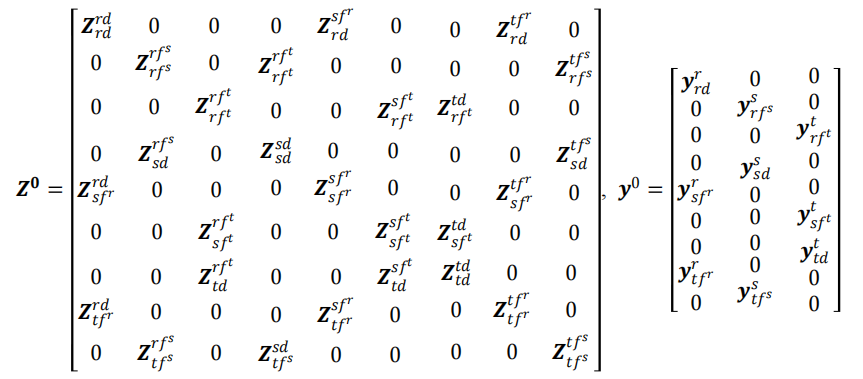 Z^0 = [ Z_{rd}^{rd} 0 0 0 Z_{rd}^{sf^r} 0 0 Z_{rd}^{tf^r} 0
0 Z_{rf^s}^{rf^s} 0 Z_{rf^t}^{rf^t} 0 0 0 0 Z_{rf^s}^{tf^s}
0 0 Z_{rf^t}^{rf^t} 0 0 Z_{rf^t}^{sf^t} Z_{rf^t}^{td} 0 0
0 Z_{sd}^{rf^s} 0 Z_{sd}^{sd} 0 0 0 0 Z_{sd}^{tf^s}
Z_{sf^r}^{rd} 0 0 0 Z_{sf^r}^{sf^r} 0 0 Z_{sf^r}^{tf^r} 0
0 0 Z_{sf^t}^{rf^t} 0 0 Z_{sf^t}^{sf^t} Z_{sf^t}^{td} 0 0
0 0 Z_{td}^{rf^t} 0 0 Z_{td}^{sf^t} Z_{td}^{td} 0 0
Z_{tf^r}^{rd} 0 0 0 Z_{tf^r}^{sf^r} 0 0 Z_{tf^r}^{tf^r} 0
0 Z_{tf^s}^{rf^s} 0 Z_{tf^s}^{sd} 0 0 0 0 Z_{tf^s}^{tf^s} ]
, y^0 = [ y_{rd}^r 0 0
0 y_{rf^s}^s 0
0 0 y_{rf^t}^t
0 y_{sd}^s 0
y_{sf^r}^r 0 0
0 0 y_{sf^t}^t
0 0 y_{td}^t
y_{tf^r}^r 0 0
0 y_{tf^s}^s 0 ]